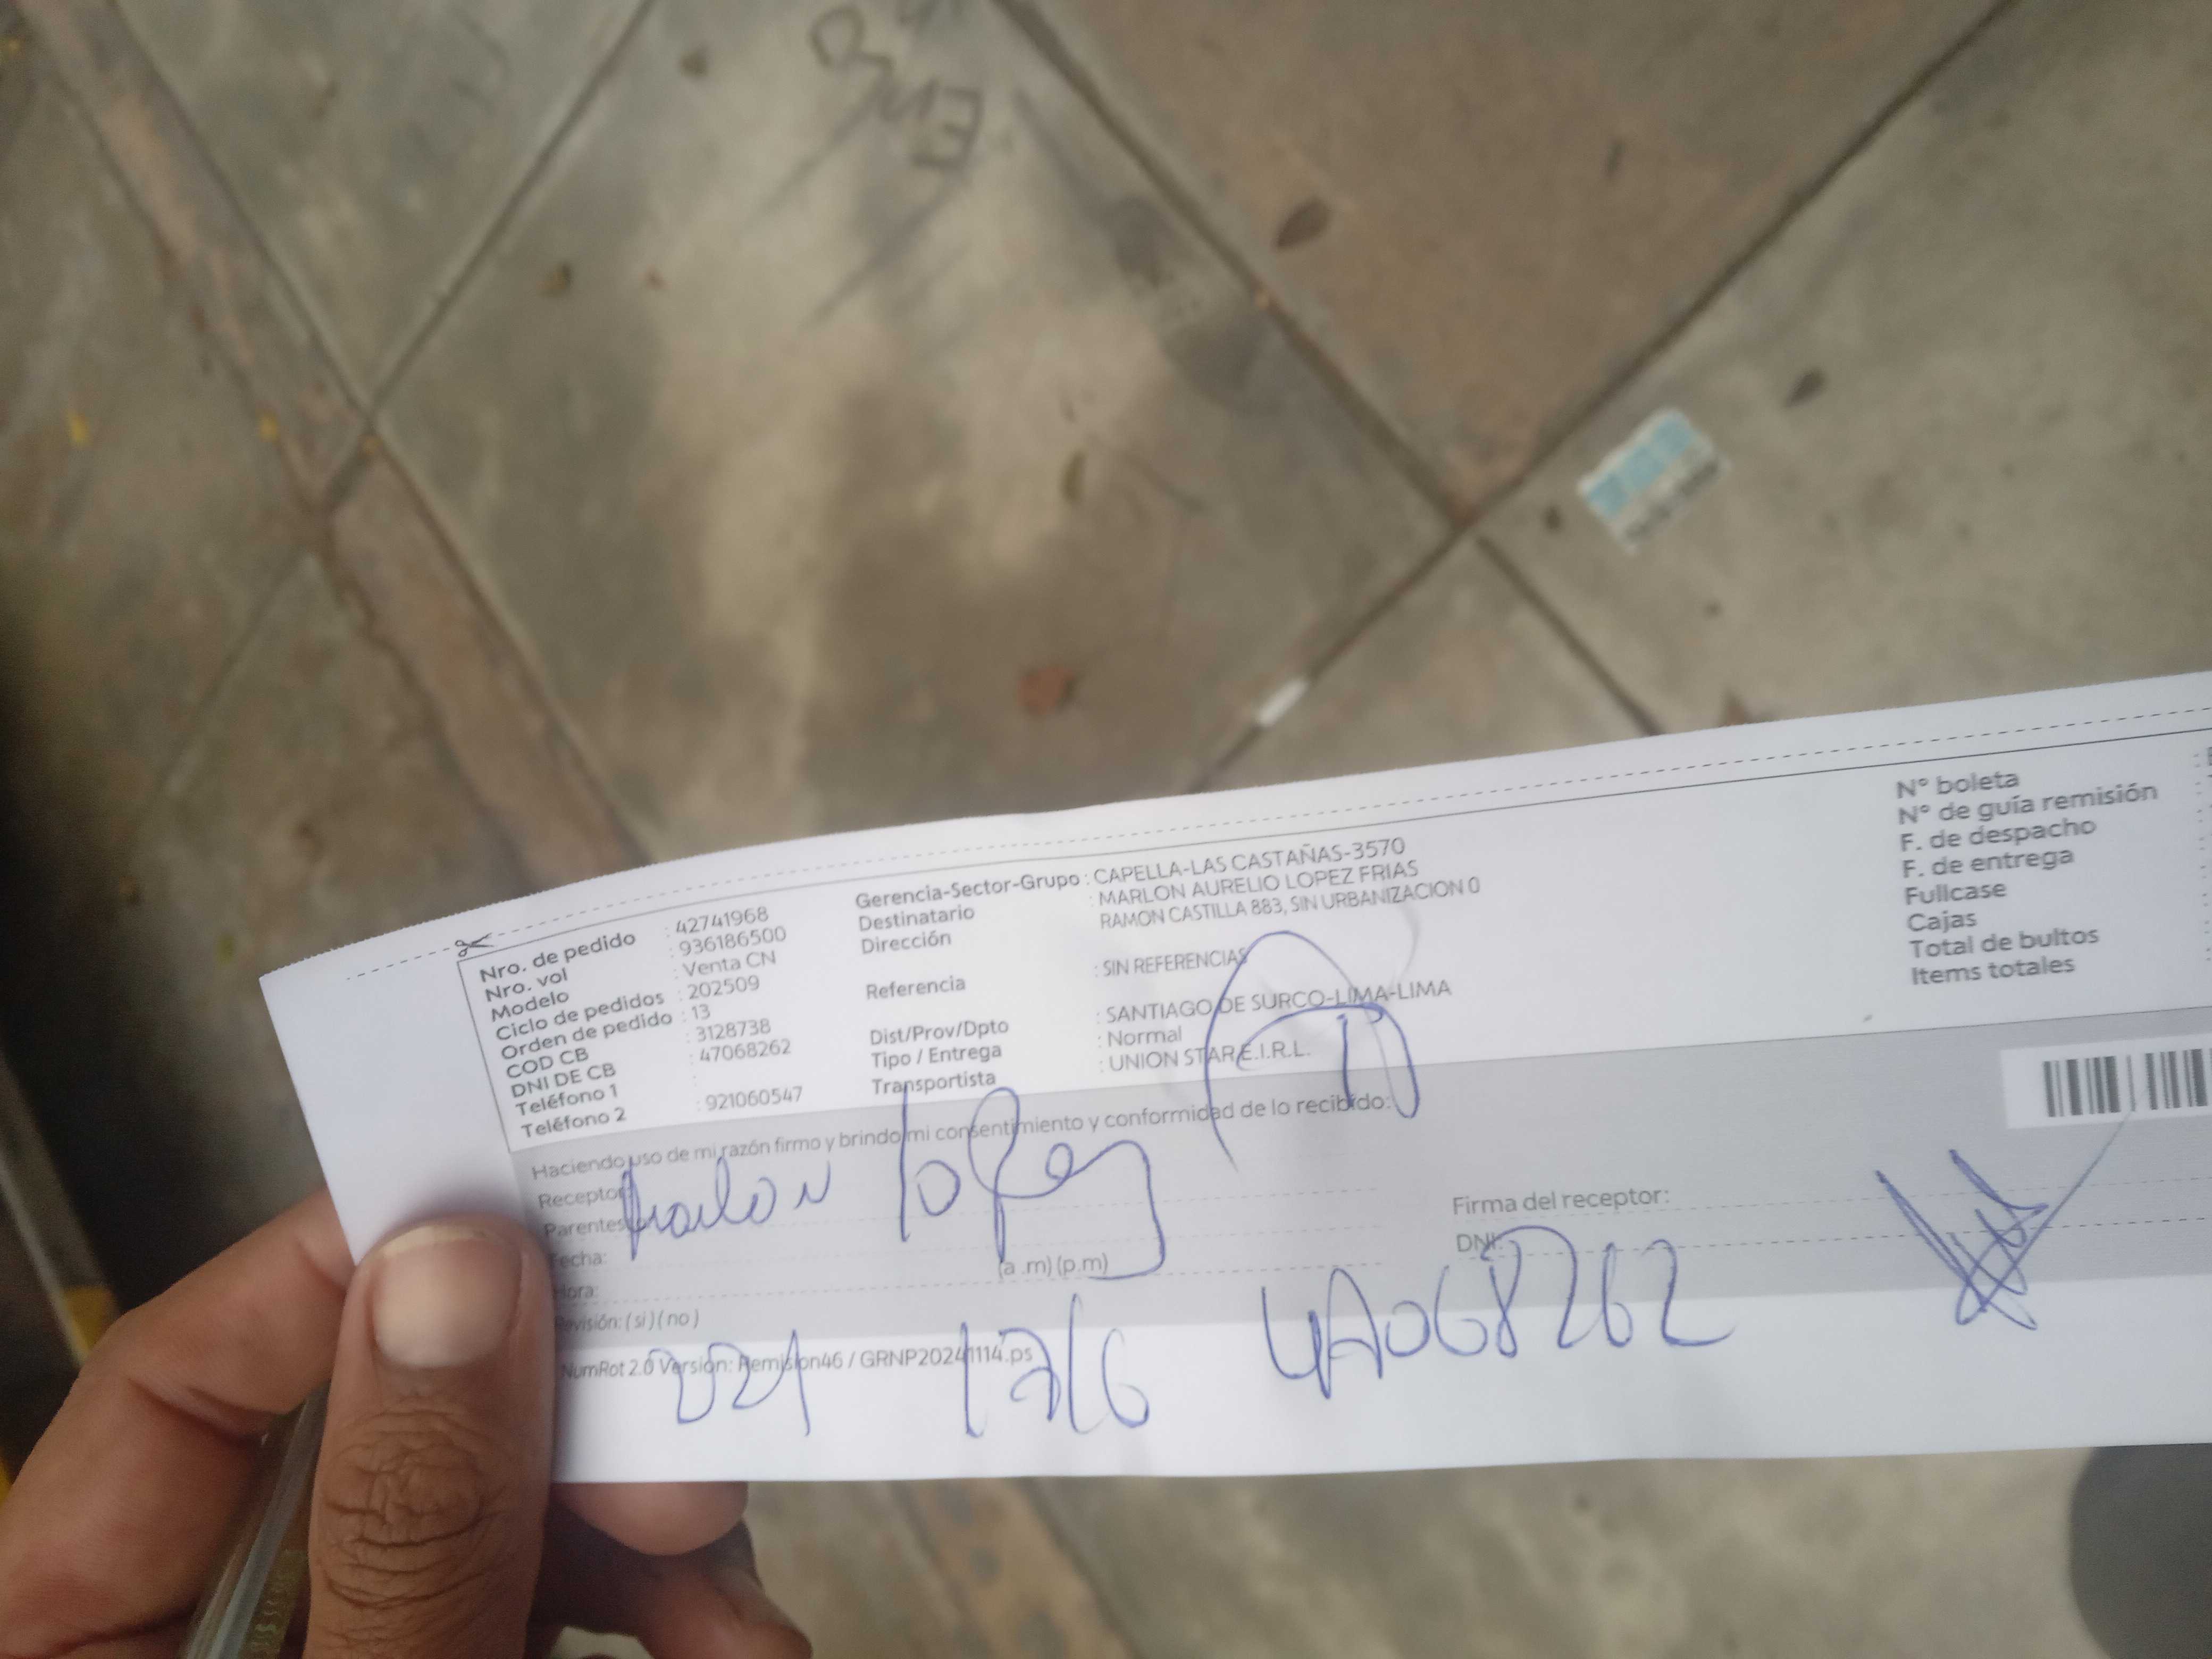 Nro. de pedido : 42741968
Nro. vol : 936186500
Modelo : Venta CN
Ciclo de pedidos : 202509
Orden de pedido : 13
COD CB : 3128738
DNI DE CB : 47068262
Teléfono 1 :
Teléfono 2 : 921060547
Gerencia-Sector-Grupo : CAPELLA-LAS CASTAÑAS-3570
Destinatario : MARLON AURELIO LOPEZ FRIAS
Dirección RAMON CASTILLA 883, SIN URBANIZACION 0
Referencia : SIN REFERENCIAS
Dist/Prov/Dpto : SANTIAGO DE SURCO-LIMA-LIMA
Tipo / Entrega : Normal
Transportista : UNION STAR E.I.R.L.
N° boleta
N° de guía remisión
F. de despacho
F. de entrega
Fullcase
Cajas
Total de bultos
Items totales
Haciendo uso de mi razón firmo y brindo mi consentimiento y conformidad de lo recibido:
Receptor: Marlon Lopez
Fecha:
Hora: (a .m) (p.m)
Revisión: ( si ) ( no )
Firma del receptor:
DNI: 47068262
NumRot 2.0 Version: Remision46 / GRNP20241114.ps